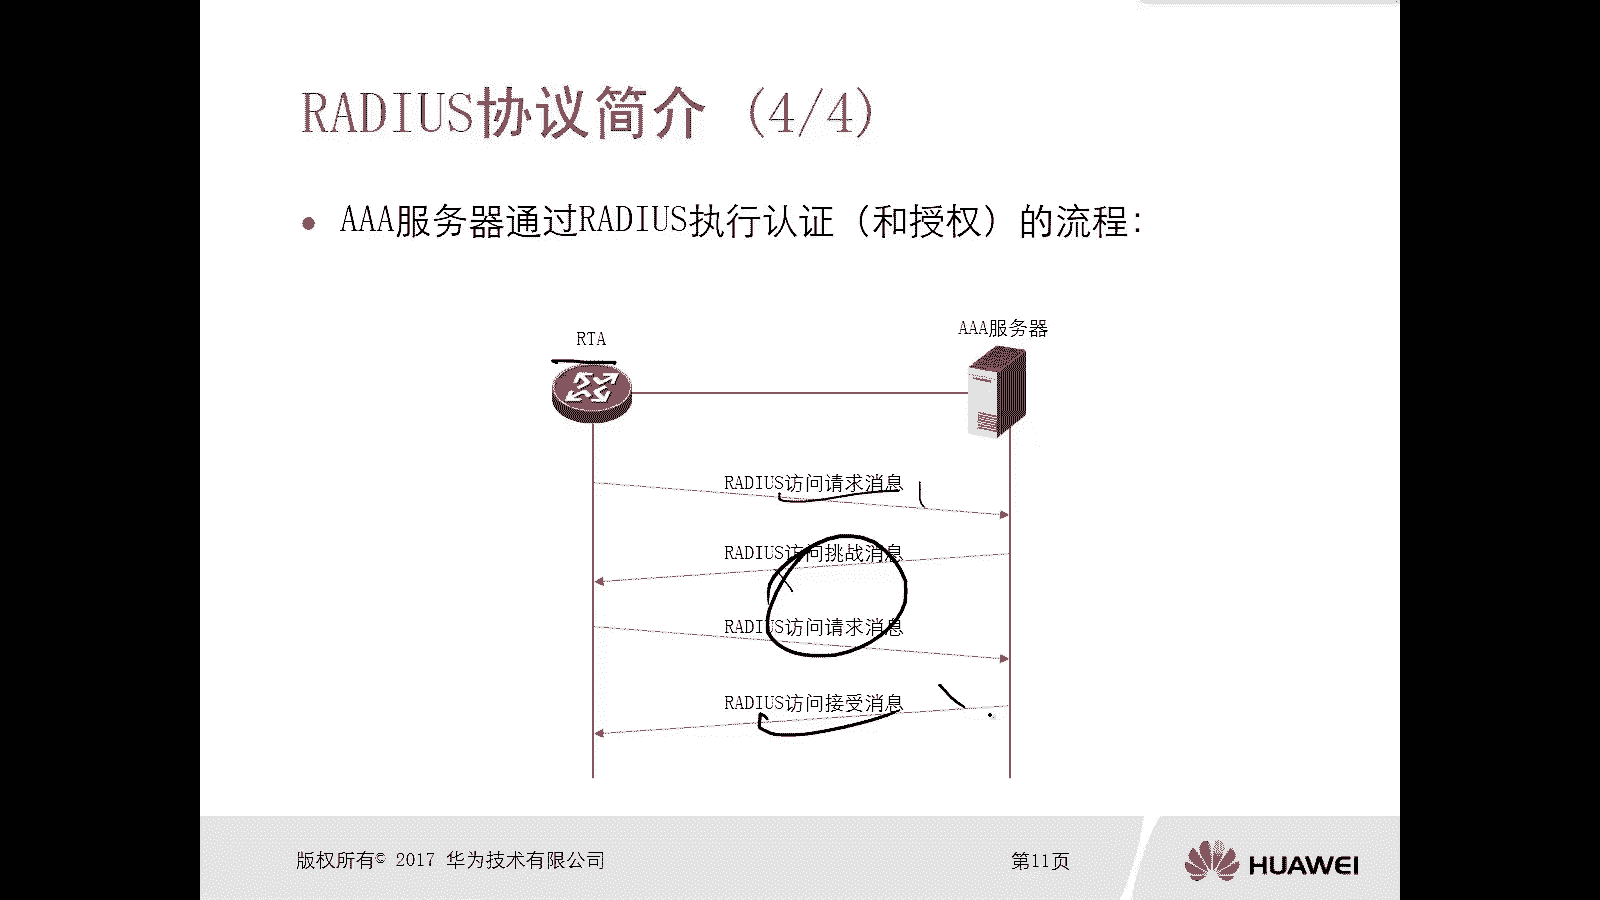 RADIUS协议简介 (4/4)
AAA服务器通过RADIUS执行认证（和授权）的流程：
RTA
AAA服务器
RADIUS访问请求消息
RADIUS访问挑战消息
RADIUS访问请求消息
RADIUS访问接受消息
版权所有© 2017 华为技术有限公司
第11页
HUAWEI